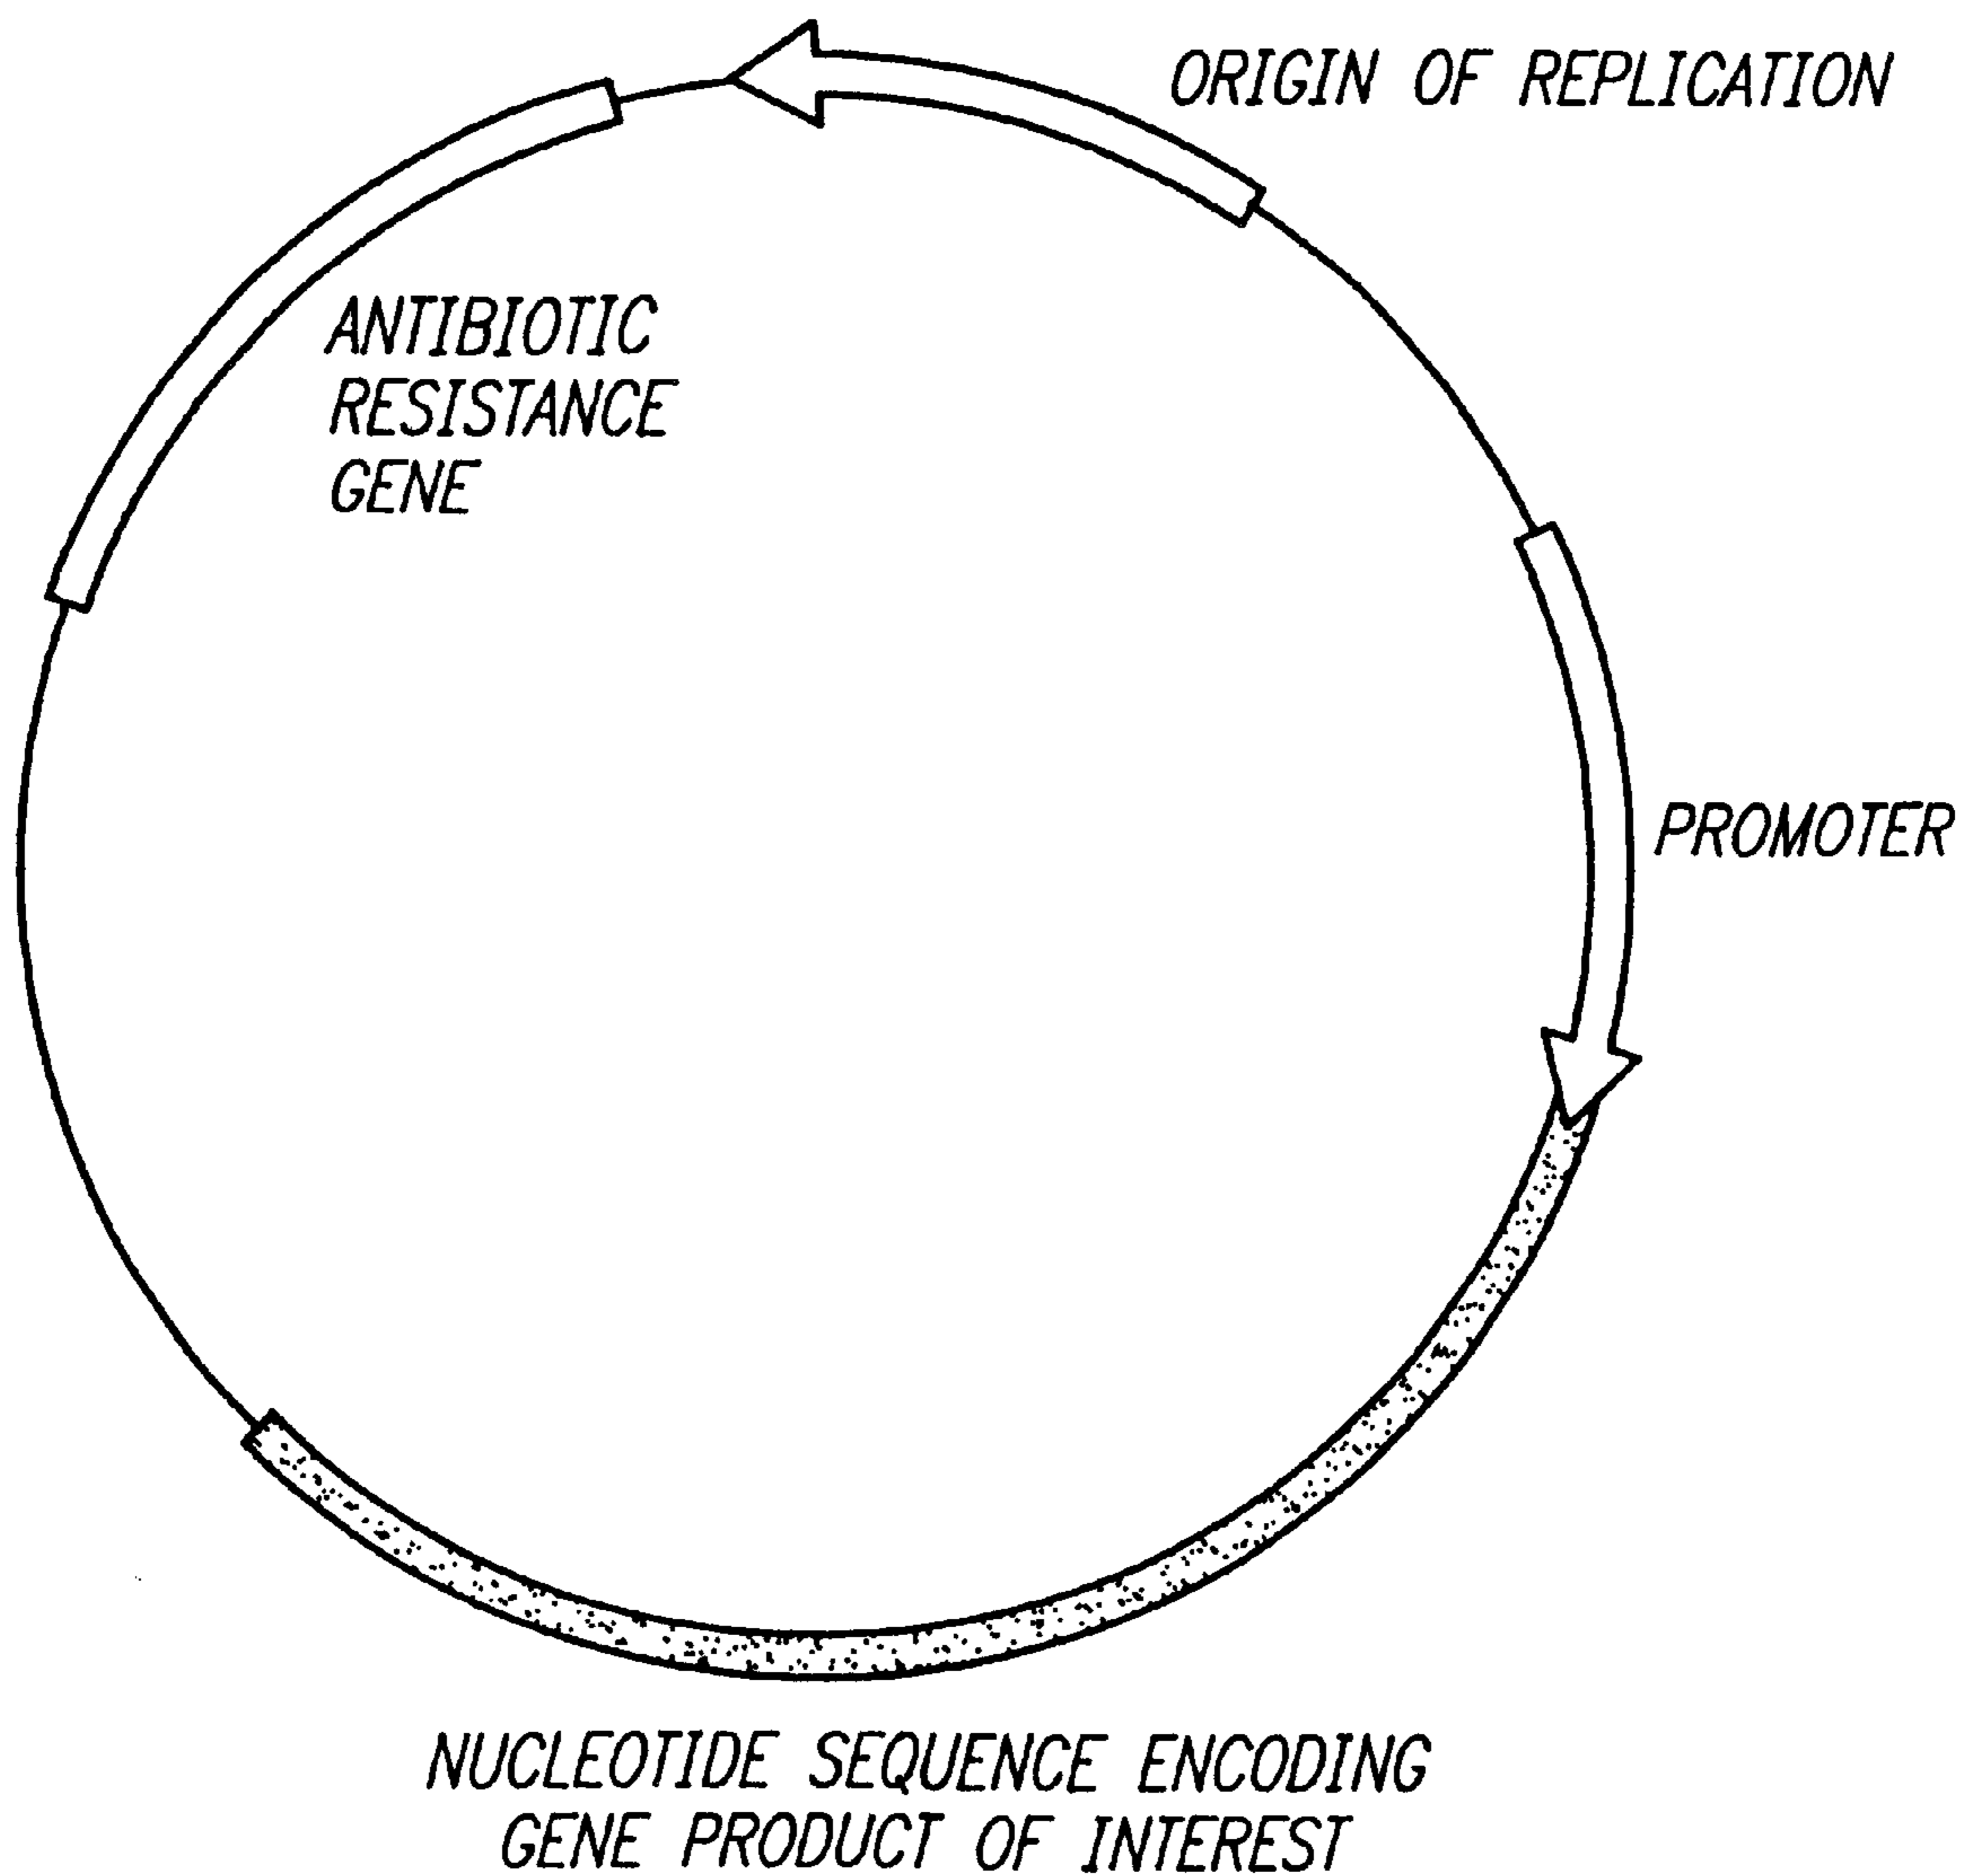 ORIGIN OF REPLICATION
ANTIBIOTIC
RESISTANCE
GENE
PROMOTER
NUCLEOTIDE SEQUENCE ENCODING
GENE PRODUCT OF INTEREST